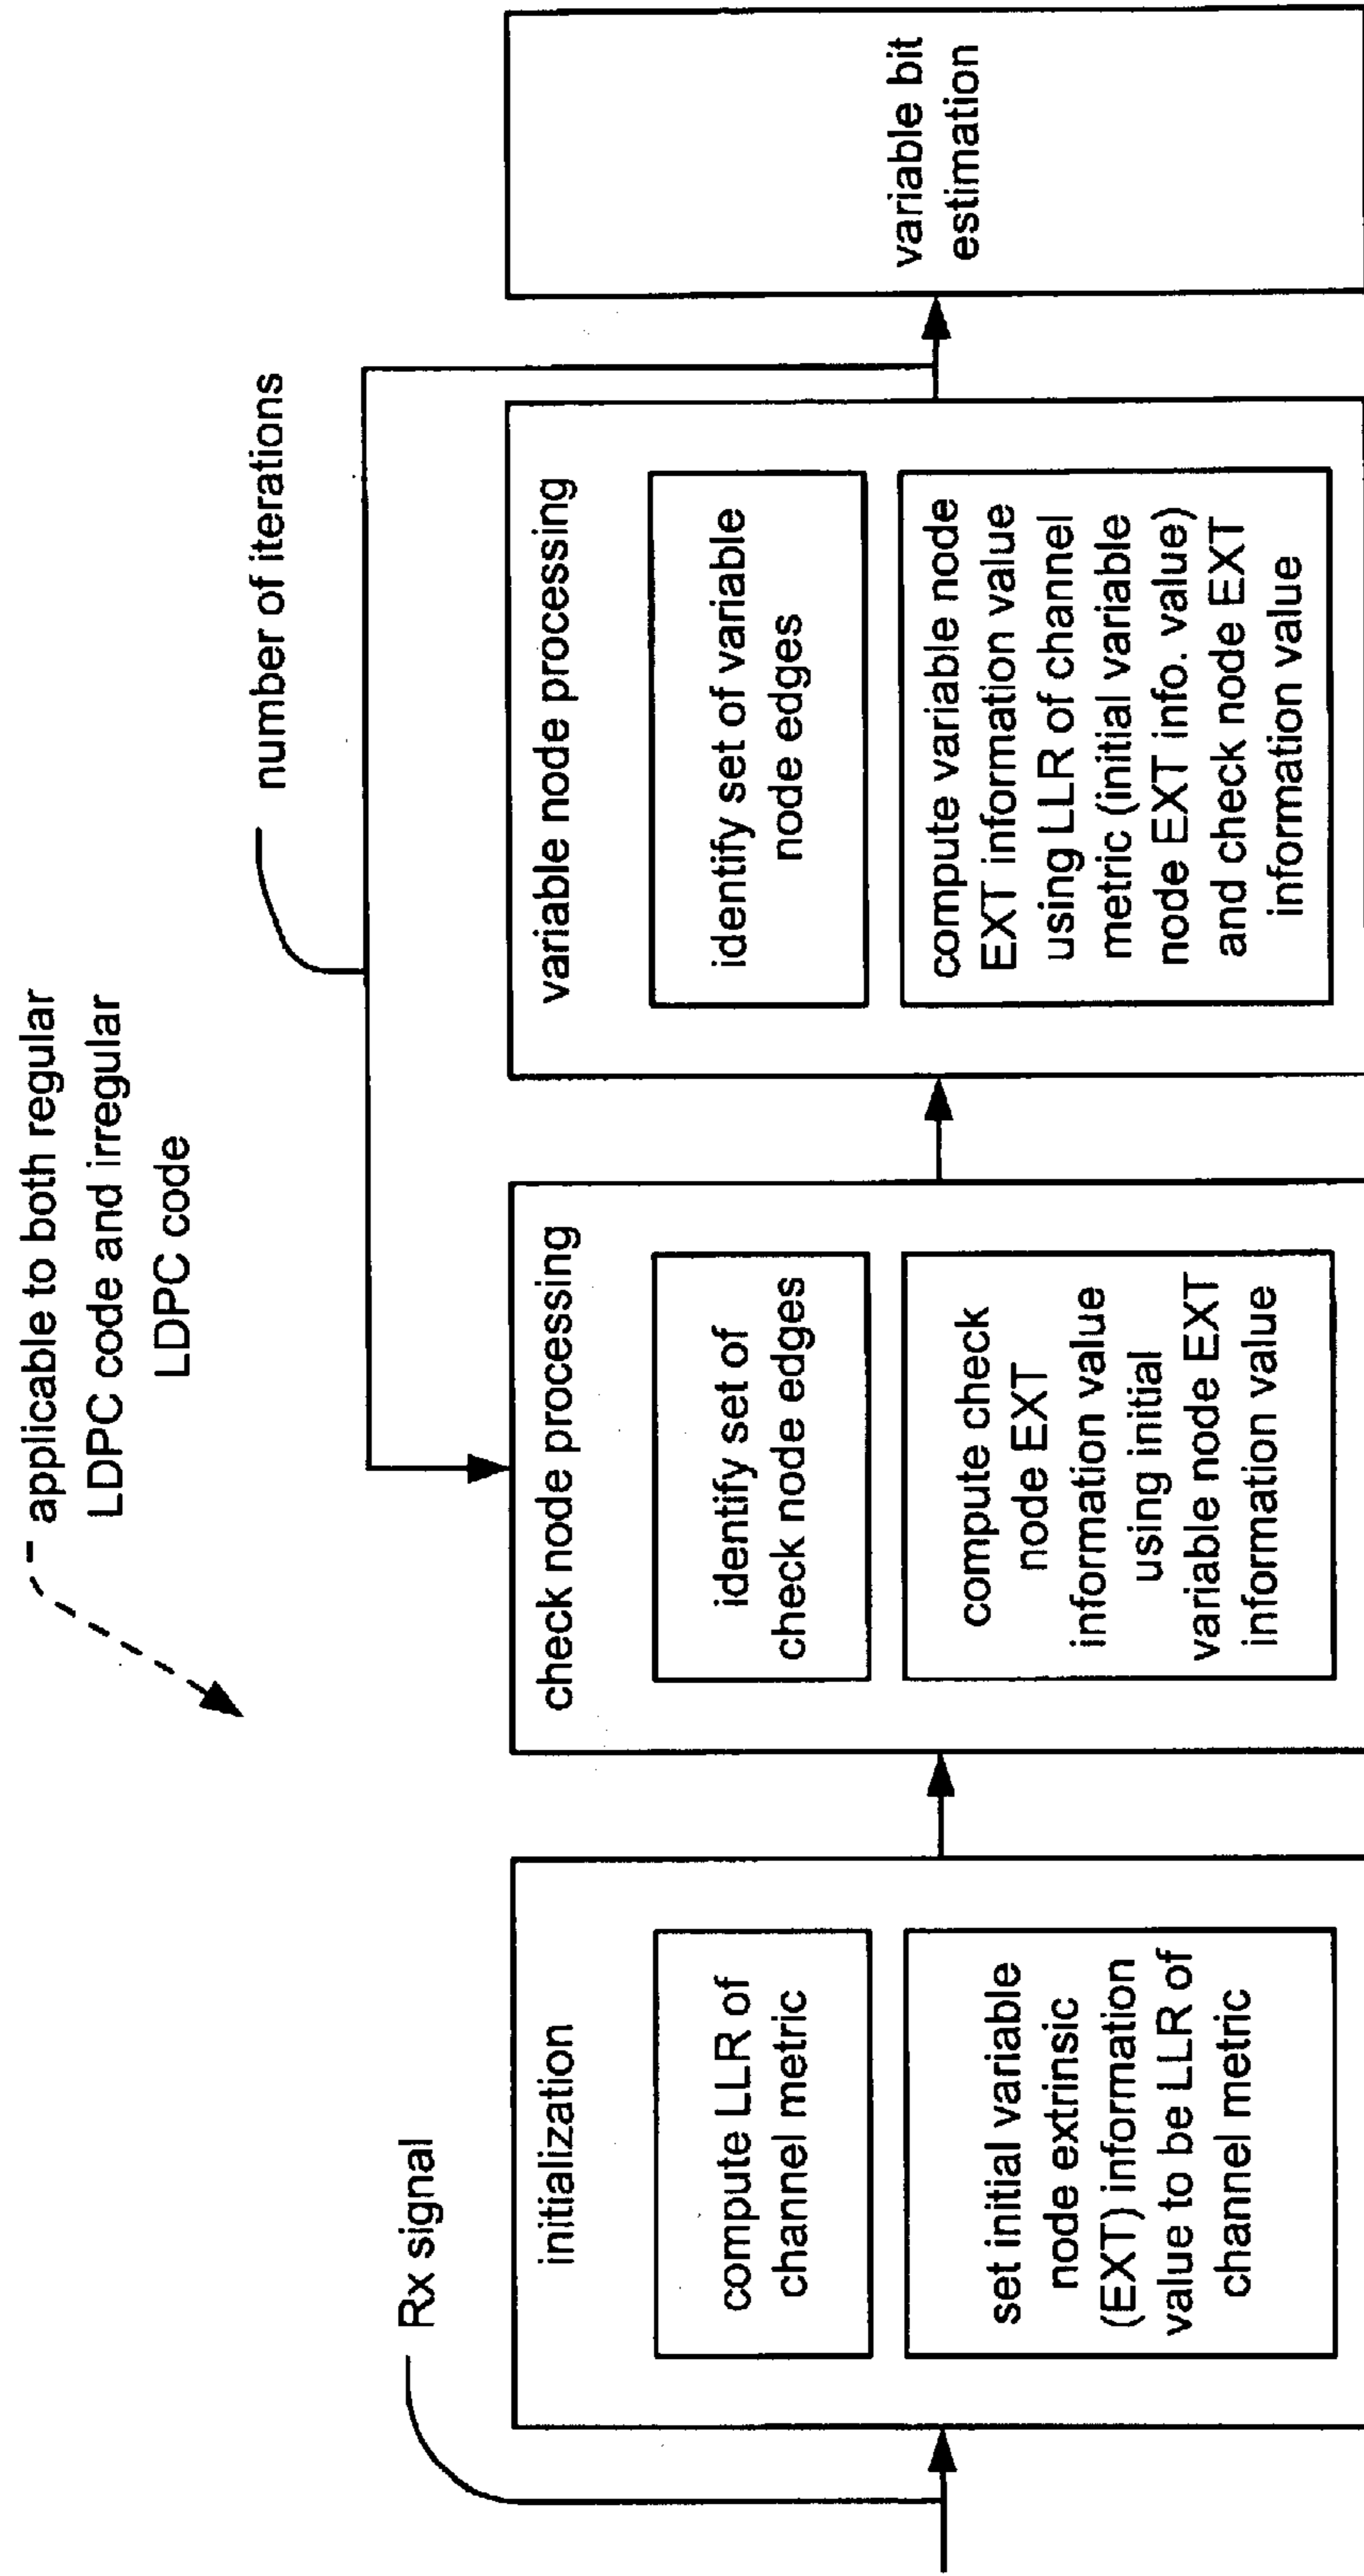 applicable to both regular
LDPC code and irregular
LDPC code
Rx signal
number of iterations
initialization
compute LLR of
channel metric
set initial variable
node extrinsic
(EXT) information
value to be LLR of
channel metric
check node processing
identify set of
check node edges
compute check
node EXT
information value
using initial
variable node EXT
information value
variable node processing
identify set of variable
node edges
compute variable node
EXT information value
using LLR of channel
metric (initial variable
node EXT info. value)
and check node EXT
information value
variable bit
estimation